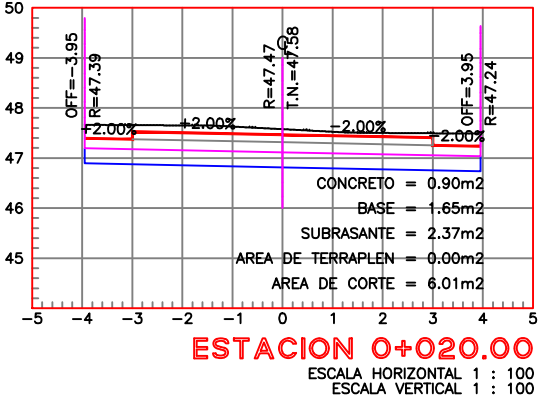 50
49
48
47
46
45
OFF=-3.95
R=47.39
R=47.47
T.N.=47.58
OFF=3.95
R=47.24
+2.00%
+2.00%
-2.00%
-2.00%
CONCRETO = 0.90m2
BASE = 1.65m2
SUBRASANTE = 2.37m2
AREA DE TERRAPLEN = 0.00m2
AREA DE CORTE = 6.01m2
-5 -4 -3 -2 -1 0 1 2 3 4 5
ESTACION 0+020.00
ESCALA HORIZONTAL 1 : 100
ESCALA VERTICAL 1 : 100